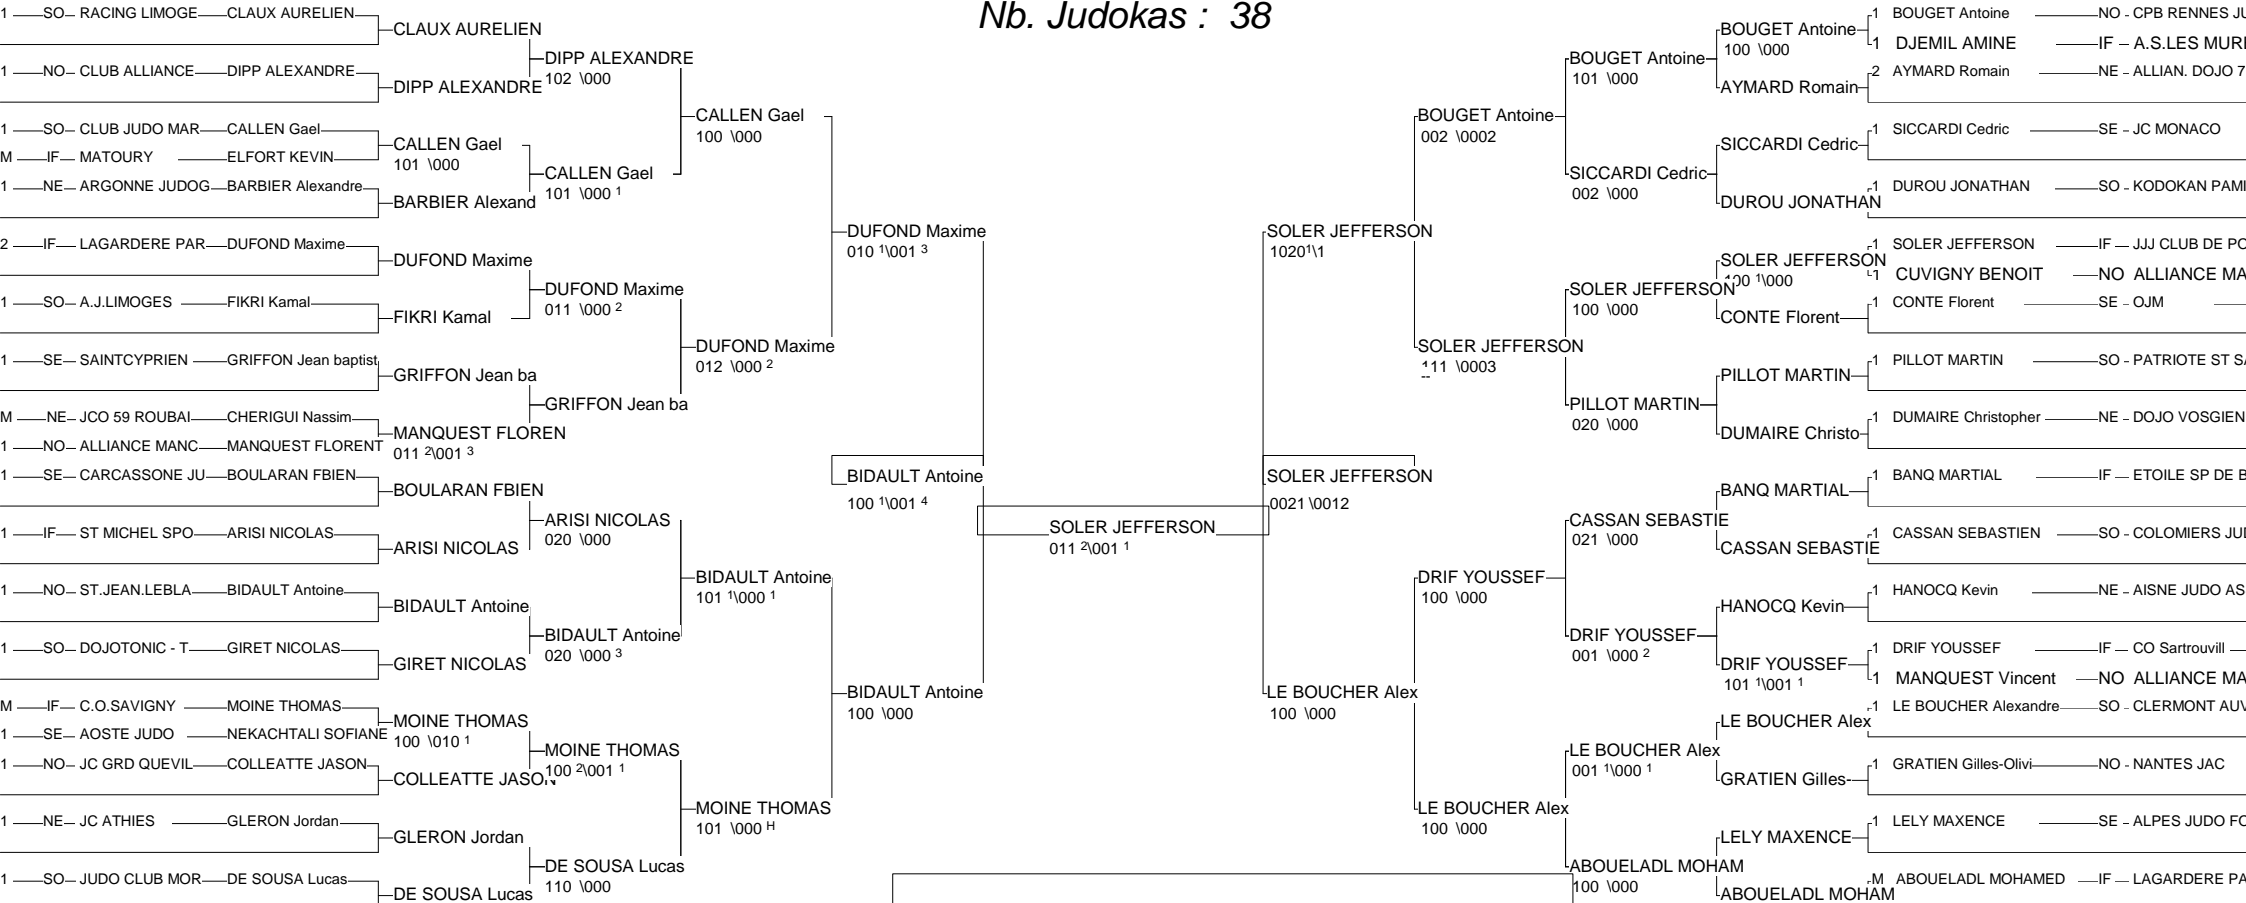 Nb. Judokas : 38
1 SO RACING LIMOGE CLAUX AURELIEN
CLAUX AURELIEN
DIPP ALEXANDRE
102 \000
1 NO CLUB ALLIANCE DIPP ALEXANDRE
DIPP ALEXANDRE
CALLEN Gael
100 \000
1 SO CLUB JUDO MAR CALLEN Gael
CALLEN Gael
101 \000
M IF MATOURY ELFORT KEVIN
CALLEN Gael
101 \000 1
1 NE ARGONNE JUDOG BARBIER Alexandre
BARBIER Alexand
DUFOND Maxime
010 1\001 3
2 IF LAGARDERE PAR DUFOND Maxime
DUFOND Maxime
DUFOND Maxime
011 \000 2
1 SO A.J.LIMOGES FIKRI Kamal
FIKRI Kamal
DUFOND Maxime
012 \000 2
1 SE SAINTCYPRIEN GRIFFON Jean baptist
GRIFFON Jean ba
GRIFFON Jean ba
M NE JCO 59 ROUBAI CHERIGUI Nassim
MANQUEST FLOREN
011 2\001 3
1 NO ALLIANCE MANC MANQUEST FLORENT
1 SE CARCASSONE JU BOULARAN FBIEN
BOULARAN FBIEN
BIDAULT Antoine
100 1\001 4
ARISI NICOLAS
020 \000
1 IF ST MICHEL SPO ARISI NICOLAS
ARISI NICOLAS
BIDAULT Antoine
101 1\000 1
1 NO ST.JEAN.LEBLA BIDAULT Antoine
BIDAULT Antoine
BIDAULT Antoine
020 \000 3
1 SO DOJOTONIC - T GIRET NICOLAS
GIRET NICOLAS
BIDAULT Antoine
100 \000
M IF C.O.SAVIGNY MOINE THOMAS
MOINE THOMAS
100 \010 1
1 SE AOSTE JUDO NEKACHTALI SOFIANE
MOINE THOMAS
100 2\001 1
1 NO JC GRD QUEVIL COLLEATTE JASON
COLLEATTE JASON
MOINE THOMAS
101 \000 H
1 NE JC ATHIES GLERON Jordan
GLERON Jordan
DE SOUSA Lucas
110 \000
1 SO JUDO CLUB MOR DE SOUSA Lucas
DE SOUSA Lucas
SOLER JEFFERSON
011 2\001 1
BOUGET Antoine
100 \000
1 BOUGET Antoine NO - CPB RENNES JU
1 DJEMIL AMINE IF - A.S.LES MUR
BOUGET Antoine
101 \000
2 AYMARD Romain NE - ALLIAN. DOJO 7
AYMARD Romain
BOUGET Antoine
002 \0002
1 SICCARDI Cedric SE - JC MONACO
SICCARDI Cedric
SICCARDI Cedric
002 \000
1 DUROU JONATHAN SO - KODOKAN PAMI
DUROU JONATHAN
SOLER JEFFERSON
10201\1
1 SOLER JEFFERSON IF - JJJ CLUB DE PO
SOLER JEFFERSON
100 1\000
1 CUVIGNY BENOIT NO ALLIANCE MA
SOLER JEFFERSON
100 \000
1 CONTE Florent SE - OJM
CONTE Florent
SOLER JEFFERSON
111 \0003
--
1 PILLOT MARTIN SO - PATRIOTE ST SA
PILLOT MARTIN
PILLOT MARTIN
020 \000
1 DUMAIRE Christopher NE - DOJO VOSGIEN
DUMAIRE Christo
SOLER JEFFERSON
0021 \0012
1 BANQ MARTIAL IF - ETOILE SP DE B
BANQ MARTIAL
CASSAN SEBASTIE
021 \000
1 CASSAN SEBASTIEN SO - COLOMIERS JUD
CASSAN SEBASTIE
DRIF YOUSSEF
100 \000
1 HANOCQ Kevin NE - AISNE JUDO AS
HANOCQ Kevin
DRIF YOUSSEF
001 \000 2
1 DRIF YOUSSEF IF - CO Sartrouvill
DRIF YOUSSEF
101 1\001 1
1 MANQUEST Vincent NO ALLIANCE MA
LE BOUCHER Alex
100 \000
1 LE BOUCHER Alexandre SO - CLERMONT AUV
LE BOUCHER Alex
LE BOUCHER Alex
001 1\000 1
1 GRATIEN Gilles-Olivi NO - NANTES JAC
GRATIEN Gilles-
LE BOUCHER Alex
100 \000
1 LELY MAXENCE SE - ALPES JUDO FO
LELY MAXENCE
ABOUELADL MOHAM
100 \000
M ABOUELADL MOHAMED IF - LAGARDERE PA
ABOUELADL MOHAM